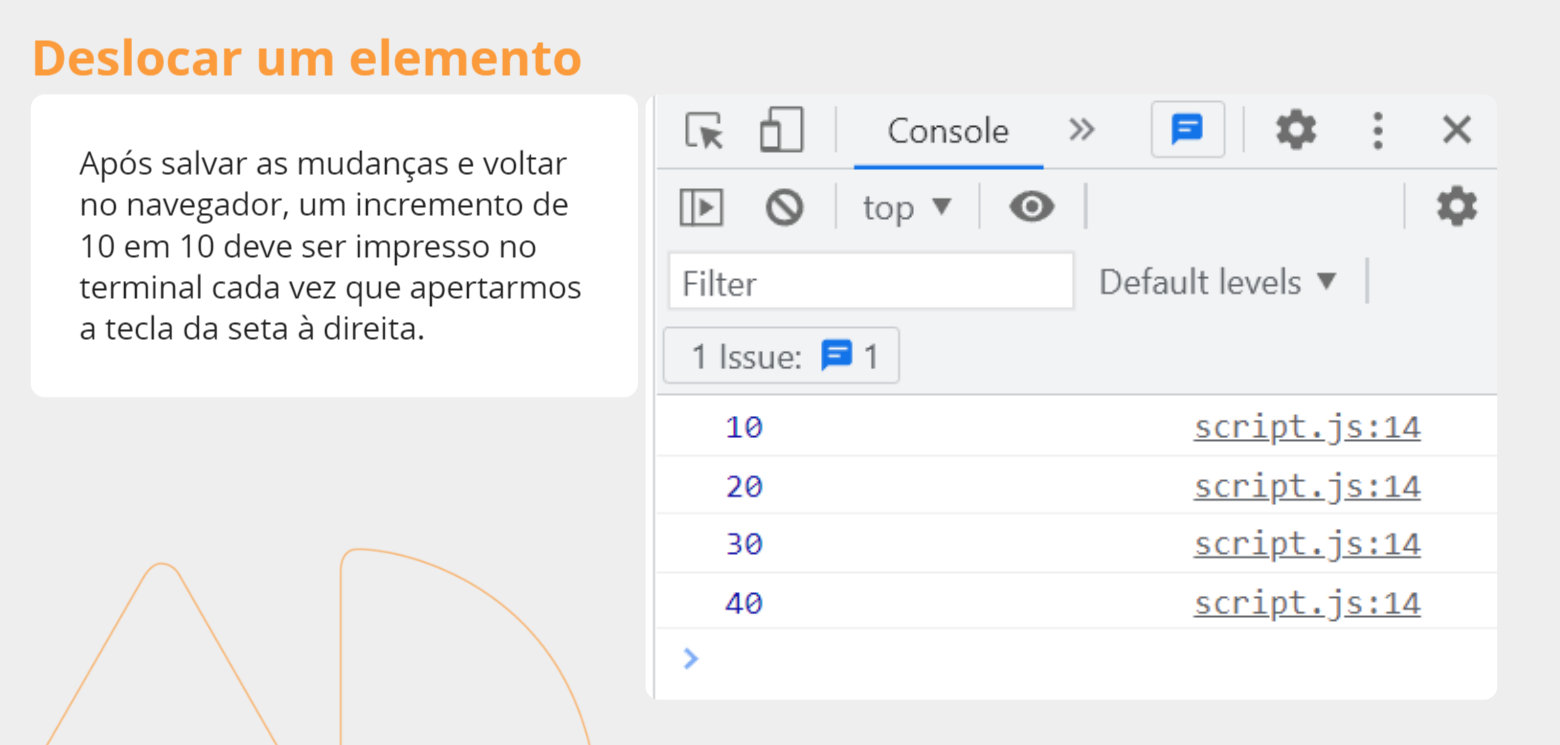 Deslocar um elemento
Após salvar as mudanças e voltar
no navegador, um incremento de
10 em 10 deve ser impresso no
terminal cada vez que apertarmos
a tecla da seta à direita.
Console
top
Filter
Default levels
1 Issue: 1
10 script.js:14
20 script.js:14
30 script.js:14
40 script.js:14